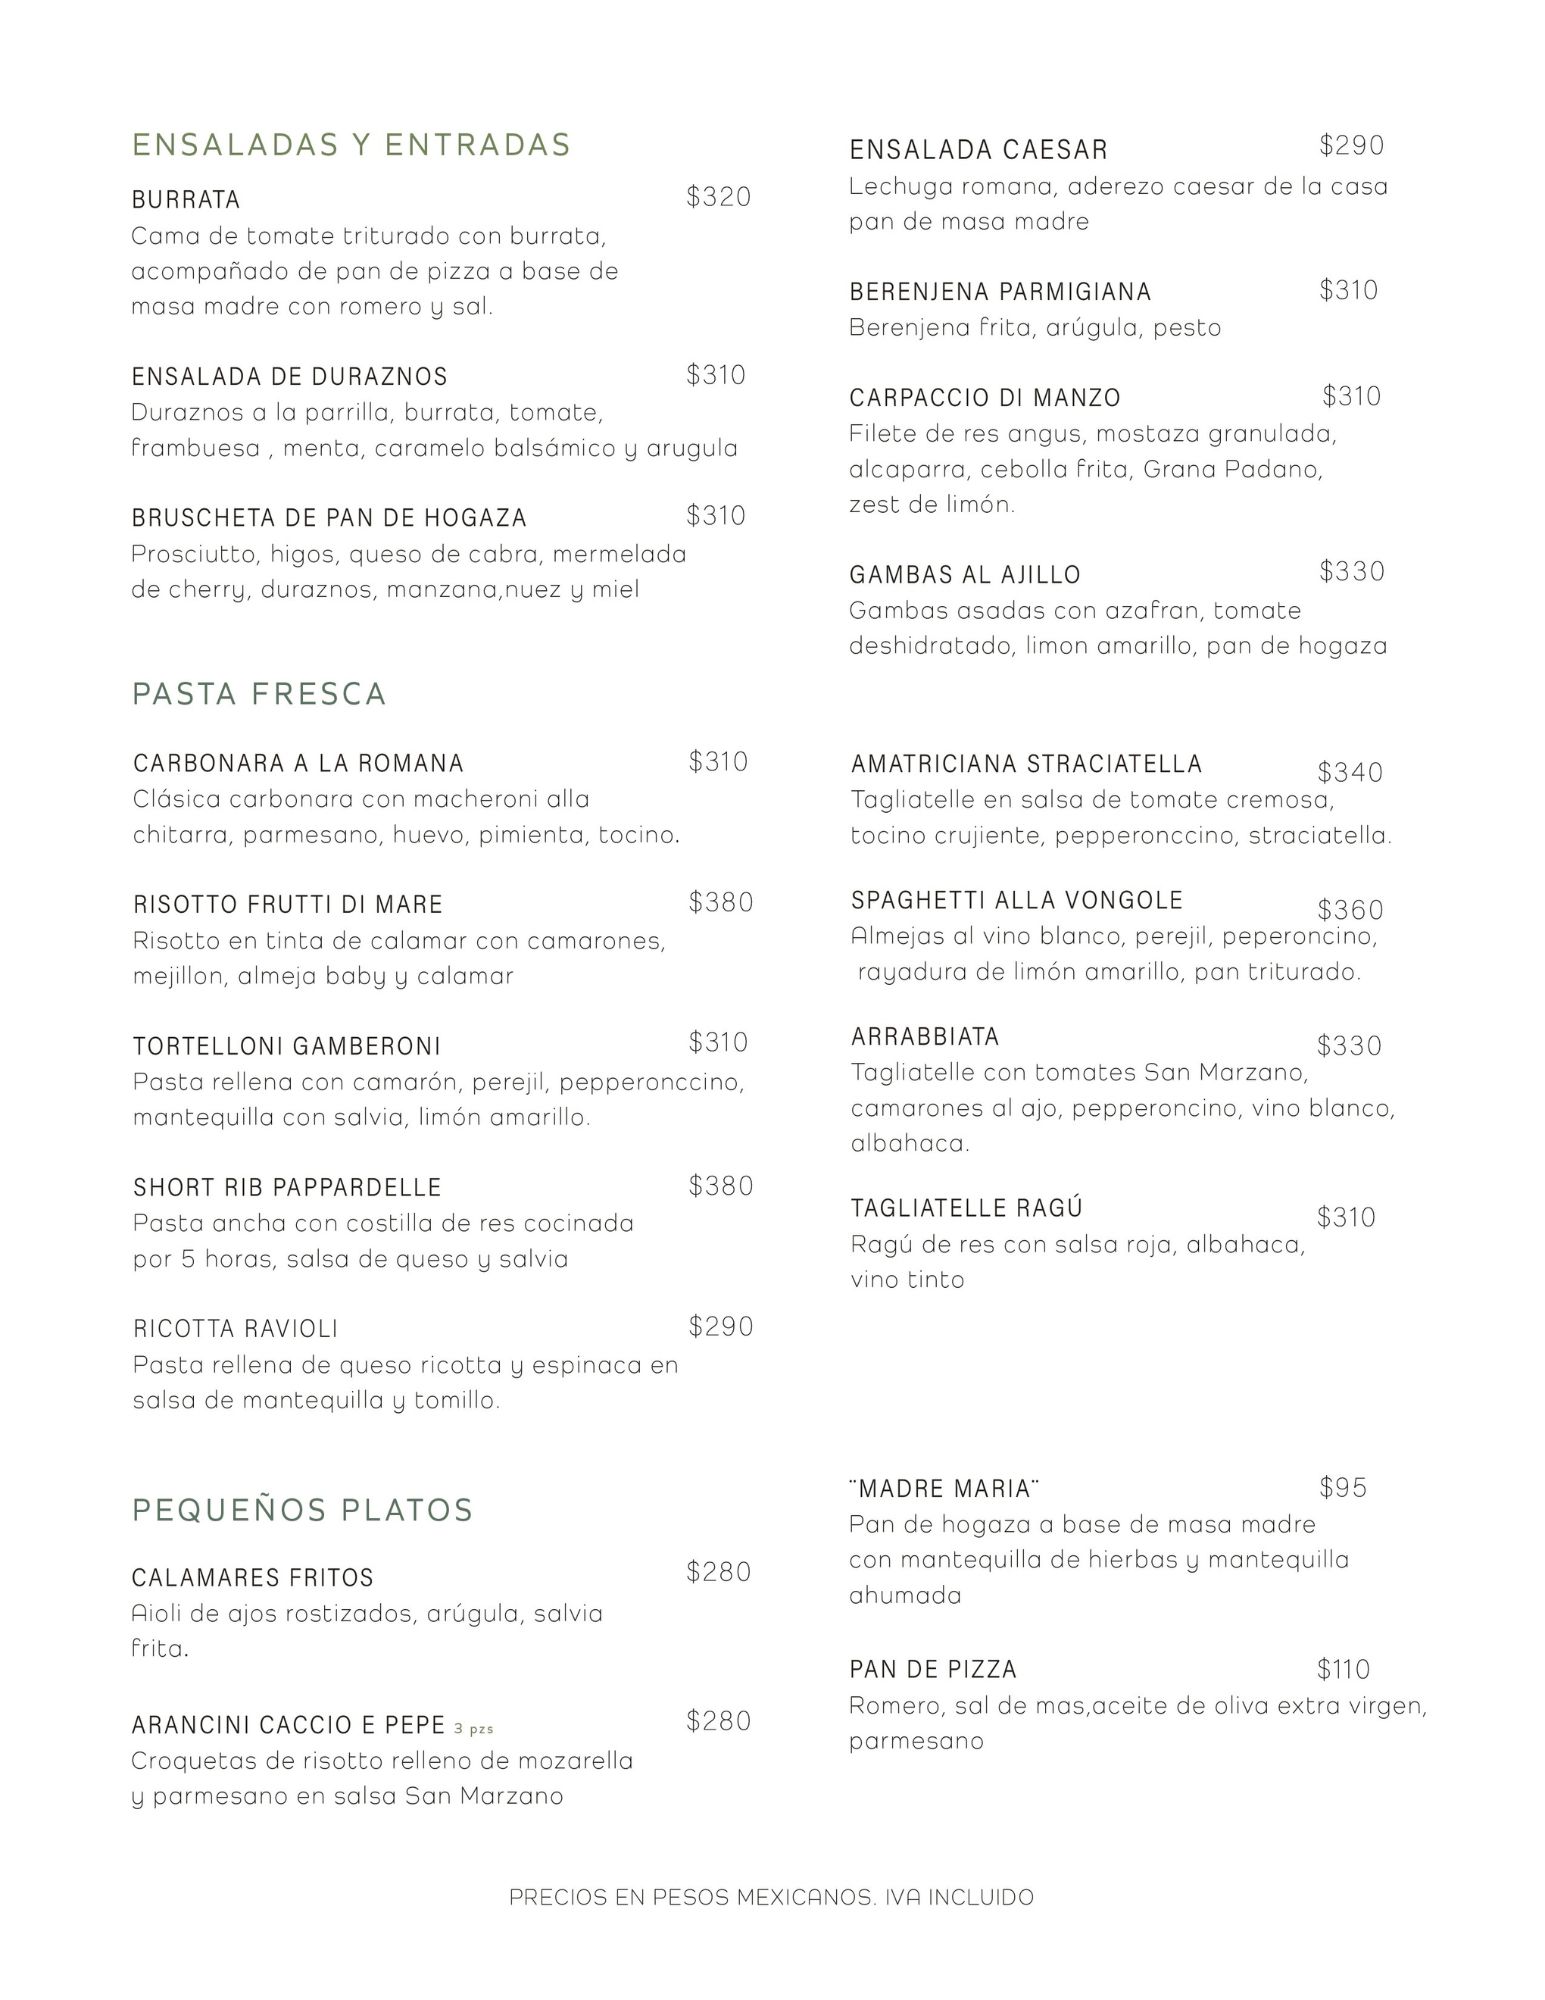 ENSALADAS Y ENTRADAS
BURRATA $320
Cama de tomate triturado con burrata,
acompañado de pan de pizza a base de
masa madre con romero y sal.
ENSALADA DE DURAZNOS $310
Duraznos a la parrilla, burrata, tomate,
frambuesa , menta, caramelo balsámico y arugula
BRUSCHETA DE PAN DE HOGAZA $310
Prosciutto, higos, queso de cabra, mermelada
de cherry, duraznos, manzana,nuez y miel
ENSALADA CAESAR $290
Lechuga romana, aderezo caesar de la casa
pan de masa madre
BERENJENA PARMIGIANA $310
Berenjena frita, arúgula, pesto
CARPACCIO DI MANZO $310
Filete de res angus, mostaza granulada,
alcaparra, cebolla frita, Grana Padano,
zest de limón.
GAMBAS AL AJILLO $330
Gambas asadas con azafran, tomate
deshidratado, limon amarillo, pan de hogaza
PASTA FRESCA
CARBONARA A LA ROMANA $310
Clásica carbonara con macheroni alla
chitarra, parmesano, huevo, pimienta, tocino.
RISOTTO FRUTTI DI MARE $380
Risotto en tinta de calamar con camarones,
mejillon, almeja baby y calamar
TORTELLONI GAMBERONI $310
Pasta rellena con camarón, perejil, pepperonccino,
mantequilla con salvia, limón amarillo.
SHORT RIB PAPPARDELLE $380
Pasta ancha con costilla de res cocinada
por 5 horas, salsa de queso y salvia
RICOTTA RAVIOLI $290
Pasta rellena de queso ricotta y espinaca en
salsa de mantequilla y tomillo.
AMATRICIANA STRACIATELLA $340
Tagliatelle en salsa de tomate cremosa,
tocino crujiente, pepperonccino, straciatella.
SPAGHETTI ALLA VONGOLE $360
Almejas al vino blanco, perejil, peperoncino,
rayadura de limón amarillo, pan triturado.
ARRABBIATA $330
Tagliatelle con tomates San Marzano,
camarones al ajo, pepperoncino, vino blanco,
albahaca.
TAGLIATELLE RAGÚ $310
Ragú de res con salsa roja, albahaca,
vino tinto
PEQUEÑOS PLATOS
CALAMARES FRITOS $280
Aioli de ajos rostizados, arúgula, salvia
frita.
ARANCINI CACCIO E PEPE 3 pzs $280
Croquetas de risotto relleno de mozarella
y parmesano en salsa San Marzano
¨MADRE MARIA¨ $95
Pan de hogaza a base de masa madre
con mantequilla de hierbas y mantequilla
ahumada
PAN DE PIZZA $110
Romero, sal de mas,aceite de oliva extra virgen,
parmesano
PRECIOS EN PESOS MEXICANOS. IVA INCLUIDO